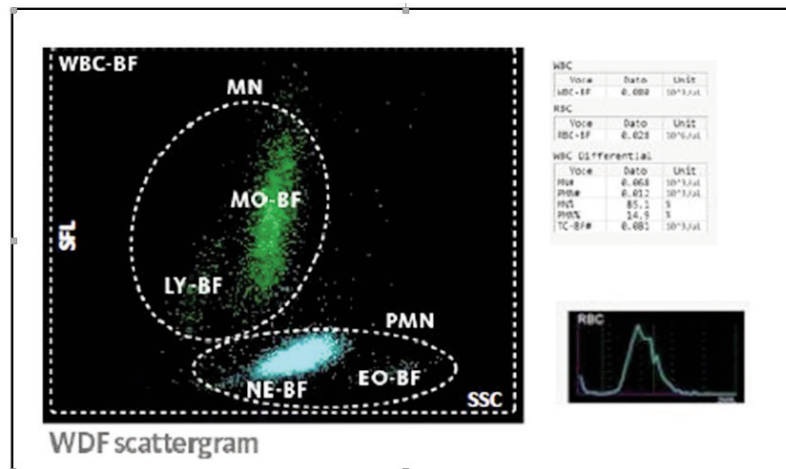 WBC-BF
MN
MO-BF
SFL
LY-BF
PMN
NE-BF
EO-BF
SSC
WDF scattergram
WBC
Voce Dato Unit
WBC-BF 0.080 10^3/uL
RBC
Voce Dato Unit
RBC-BF 0.028 10^6/uL
WBC Differential
Voce Dato Unit
MN# 0.068 10^3/uL
PMN# 0.012 10^3/uL
MN% 85.1 %
PMN% 14.9 %
TC-BF# 0.081 10^3/uL
RBC